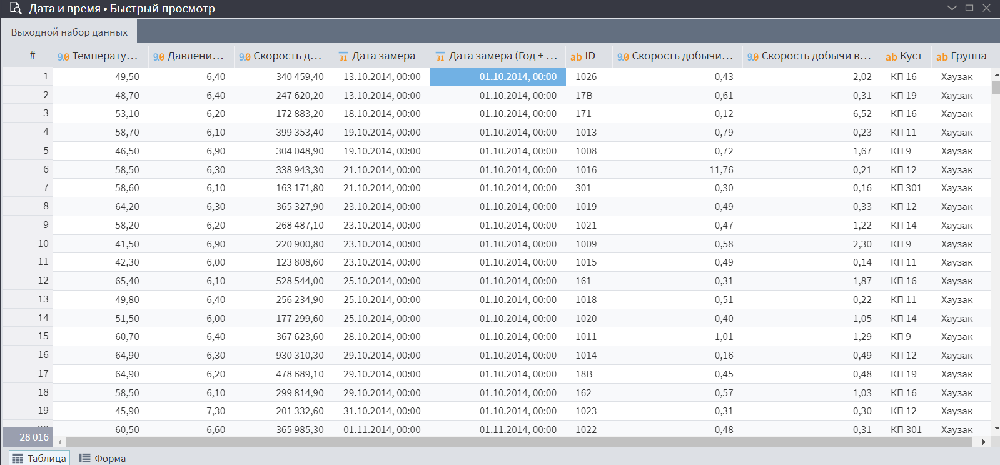 Дата и время • Быстрый просмотр
Выходной набор данных
# 9.0 Температу… 9.0 Давлени… 9.0 Скорость д… 31 Дата замера 31 Дата замера (Год + … ab ID 9.0 Скорость добычи… 9.0 Скорость добычи в… ab Куст ab Группа
1 49,50 6,40 340 459,40 13.10.2014, 00:00 01.10.2014, 00:00 1026 0,43 2,02 КП 16 Хаузак
2 48,70 6,40 247 620,20 13.10.2014, 00:00 01.10.2014, 00:00 17В 0,61 0,31 КП 19 Хаузак
3 53,10 6,20 172 883,20 18.10.2014, 00:00 01.10.2014, 00:00 171 0,12 6,52 КП 16 Хаузак
4 58,70 6,10 399 353,40 19.10.2014, 00:00 01.10.2014, 00:00 1013 0,79 0,23 КП 11 Хаузак
5 46,50 6,90 304 048,90 19.10.2014, 00:00 01.10.2014, 00:00 1008 0,72 1,67 КП 9 Хаузак
6 58,50 6,30 338 943,30 21.10.2014, 00:00 01.10.2014, 00:00 1016 11,76 0,21 КП 12 Хаузак
7 58,60 6,10 163 171,80 21.10.2014, 00:00 01.10.2014, 00:00 301 0,30 0,16 КП 301 Хаузак
8 64,20 6,30 365 327,90 23.10.2014, 00:00 01.10.2014, 00:00 1019 0,49 0,33 КП 12 Хаузак
9 58,20 6,20 268 487,10 23.10.2014, 00:00 01.10.2014, 00:00 1021 0,47 1,22 КП 14 Хаузак
10 41,50 6,90 220 900,80 23.10.2014, 00:00 01.10.2014, 00:00 1009 0,58 2,30 КП 9 Хаузак
11 42,30 6,00 123 808,60 23.10.2014, 00:00 01.10.2014, 00:00 1015 0,49 0,14 КП 11 Хаузак
12 65,40 6,10 528 544,00 25.10.2014, 00:00 01.10.2014, 00:00 161 0,31 1,87 КП 16 Хаузак
13 49,80 6,40 256 234,90 25.10.2014, 00:00 01.10.2014, 00:00 1018 0,51 0,22 КП 11 Хаузак
14 51,50 6,00 177 299,60 25.10.2014, 00:00 01.10.2014, 00:00 1020 0,40 1,05 КП 14 Хаузак
15 60,70 6,40 367 623,60 28.10.2014, 00:00 01.10.2014, 00:00 1011 1,01 1,29 КП 9 Хаузак
16 64,90 6,30 930 310,30 29.10.2014, 00:00 01.10.2014, 00:00 1014 0,16 0,49 КП 12 Хаузак
17 64,90 6,20 478 689,10 29.10.2014, 00:00 01.10.2014, 00:00 18В 0,45 0,48 КП 19 Хаузак
18 58,50 6,10 299 814,90 29.10.2014, 00:00 01.10.2014, 00:00 162 0,57 1,03 КП 16 Хаузак
19 45,90 7,30 201 332,60 31.10.2014, 00:00 01.10.2014, 00:00 1023 0,31 0,30 КП 12 Хаузак
60,50 6,60 365 985,30 01.11.2014, 00:00 01.11.2014, 00:00 1022 0,48 0,31 КП 301 Хаузак
28 016
Таблица Форма